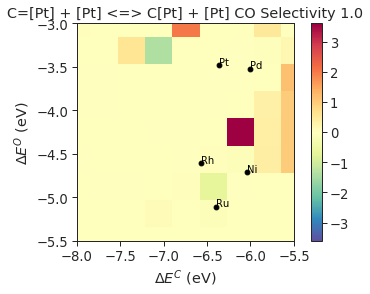 C=[Pt] + [Pt] <=> C[Pt] + [Pt] CO Selectivity 1.0
−3.0
−3.5
−4.0
−4.5
−5.0
−5.5
ΔE^O (eV)
Pt
Pd
Rh
Ni
Ru
−8.0 −7.5 −7.0 −6.5 −6.0 −5.5
ΔE^C (eV)
3
2
1
0
−1
−2
−3